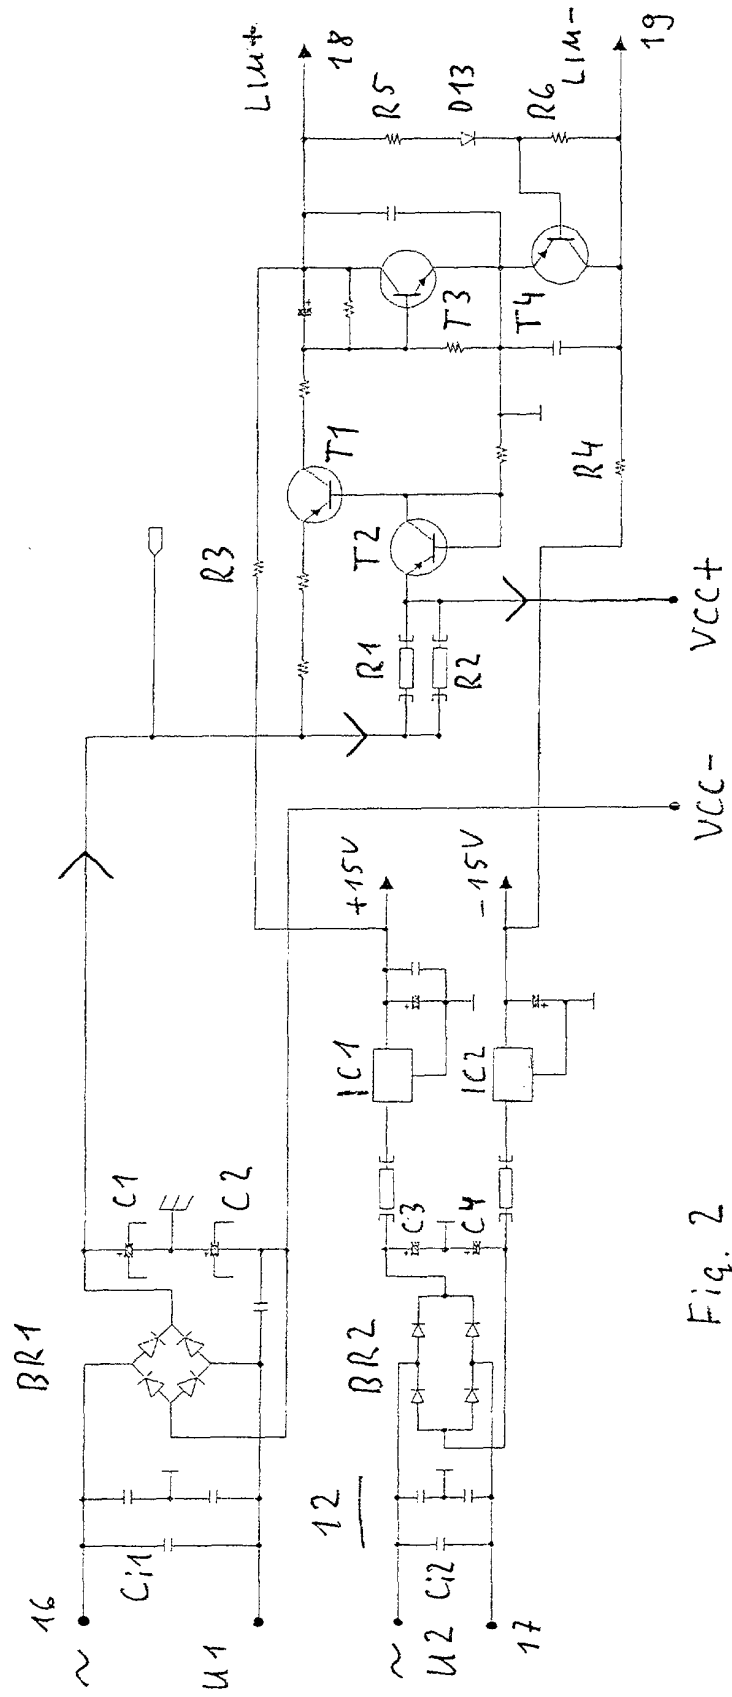 16
~
U1
Ci1
BR1
C1
C2
12
~
U2
17
Ci2
BR2
C3
C4
IC1
IC2
+15V
-15V
VCC-
VCC+
R1
R2
R3
T1
T2
T3
T4
R4
R5
D13
R6
LIM+
18
LIM-
19
Fig. 2